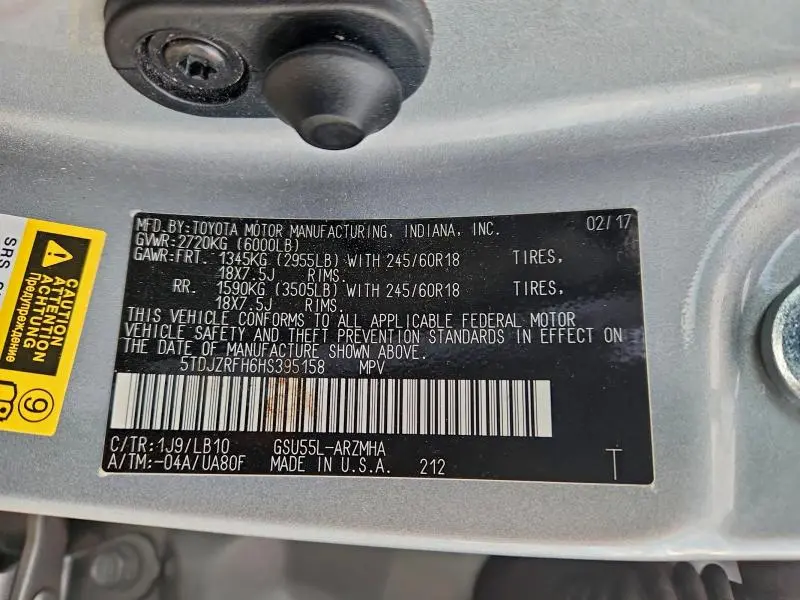 MFD.BY:TOYOTA MOTOR MANUFACTURING, INDIANA, INC. 02/17
GVWR:2720KG (6000LB)
GAWR:FRT. 1345KG (2955LB) WITH 245/60R18 TIRES,
18X7.5J RIMS.
RR. 1590KG (3505LB) WITH 245/60R18 TIRES,
18X7.5J RIMS.
THIS VEHICLE CONFORMS TO ALL APPLICABLE FEDERAL MOTOR
VEHICLE SAFETY AND THEFT PREVENTION STANDARDS IN EFFECT ON
THE DATE OF MANUFACTURE SHOWN ABOVE.
5TDJZRFH6HS395158 MPV
C/TR:1J9/LB10 GSU55L-ARZMHA
A/TM:-04A/UA80F MADE IN U.S.A. 212 T
CAUTION
ATTENTION
ACHTUNG
Предупреждение
SRS
9